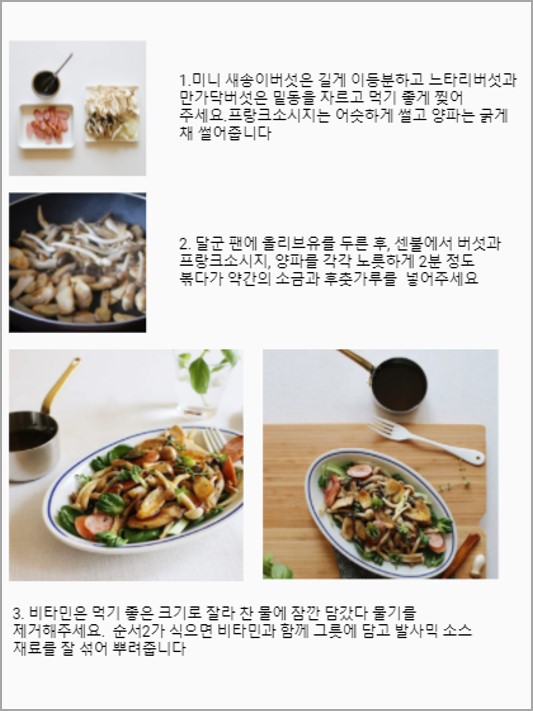 1.미니 새송이버섯은 길게 이등분하고 느타리버섯과
만가닥버섯은 밑동을 자르고 먹기 좋게 찢어
주세요.프랑크소시지는 어슷하게 썰고 양파는 굵게
채 썰어줍니다
2. 달군 팬에 올리브유를 두른 후, 센불에서 버섯과
프랑크소시지, 양파를 각각 노릇하게 2분 정도
볶다가 약간의 소금과 후춧가루를 넣어주세요
3. 비타민은 먹기 좋은 크기로 잘라 찬 물에 잠깐 담갔다 물기를
제거해주세요. 순서2가 식으면 비타민과 함께 그릇에 담고 발사믹 소스
재료를 잘 섞어 뿌려줍니다